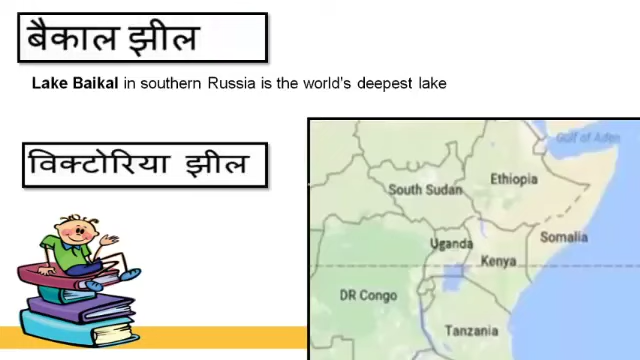 बैकाल झील
Lake Baikal in southern Russia is the world's deepest lake
विक्टोरिया झील
Gulf of Aden
Ethiopia
South Sudan
Somalia
Uganda
Kenya
DR Congo
Tanzania